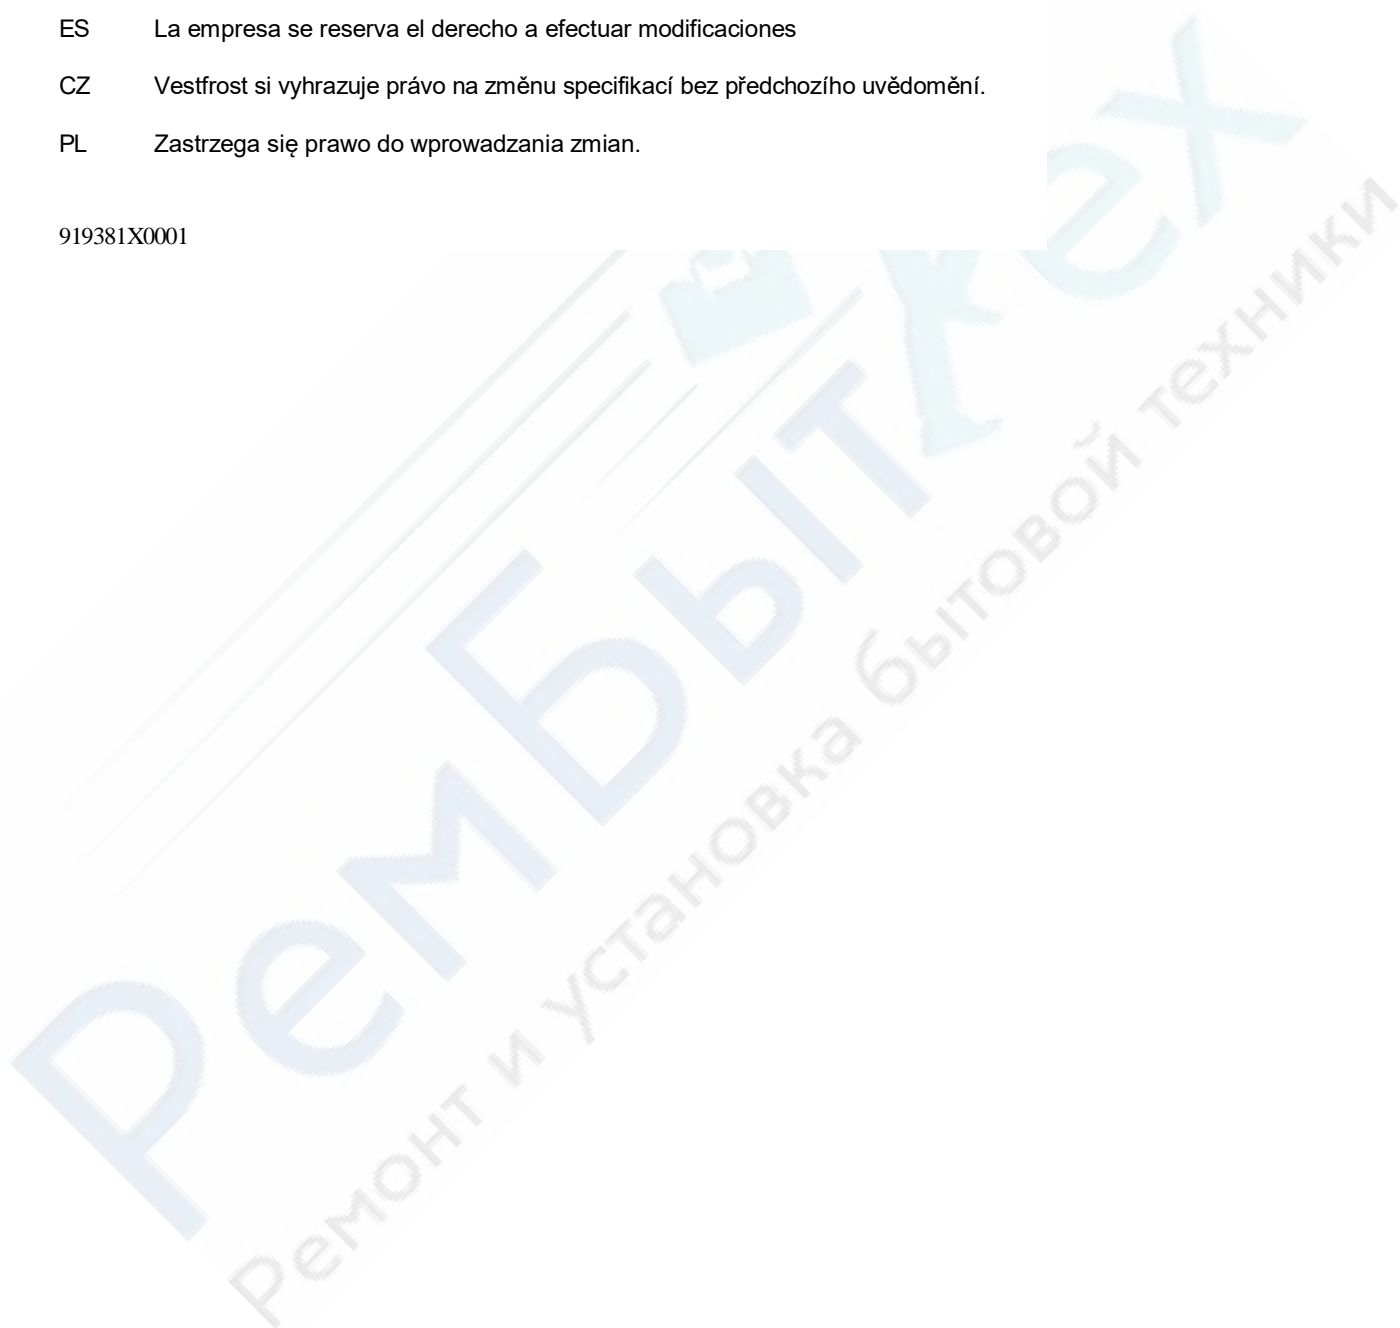 ES La empresa se reserva el derecho a efectuar modificaciones
CZ Vestfrost si vyhrazuje právo na změnu specifikací bez předchozího uvědomění.
PL Zastrzega się prawo do wprowadzania zmian.
919381X0001
РемБытТех
Ремонт и установка бытовой техники